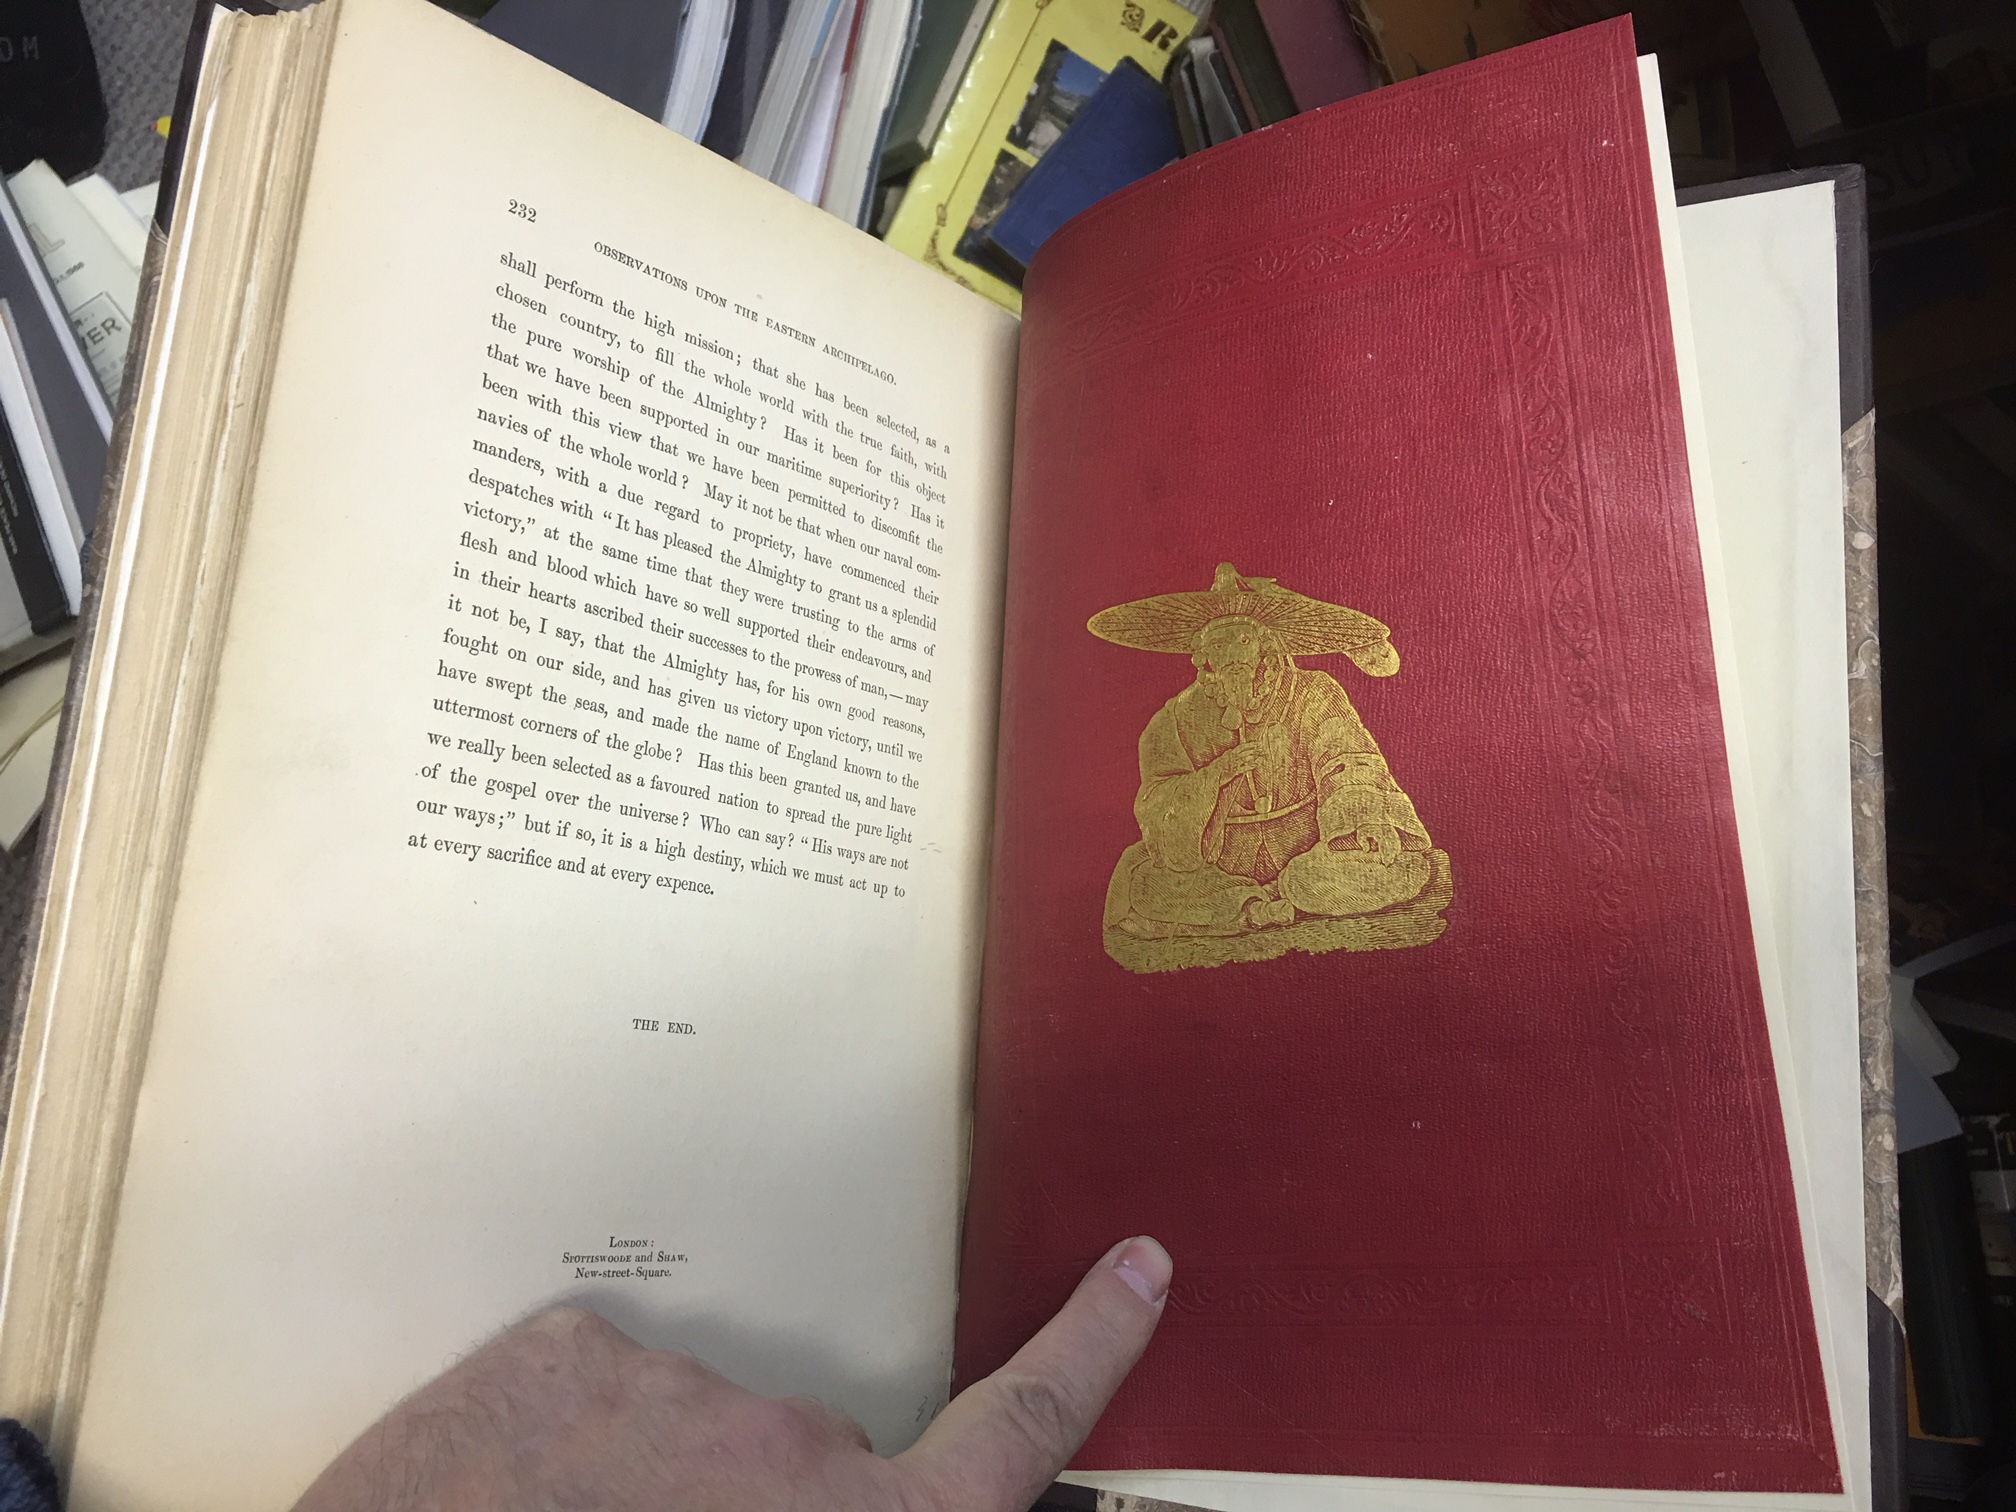 232
OBSERVATIONS UPON THE EASTERN ARCHIPELAGO.
shall perform the high mission; that she has been selected, as a
chosen country, to fill the whole world with the true faith, with
the pure worship of the Almighty? Has it been for this object
that we have been supported in our maritime superiority? Has it
been with this view that we have been permitted to discomfit the
navies of the whole world? May it not be that when our naval com-
manders, with a due regard to propriety, have commenced their
despatches with “It has pleased the Almighty to grant us a splendid
victory,” at the same time that they were trusting to the arms of
flesh and blood which have so well supported their endeavours, and
in their hearts ascribed their successes to the prowess of man,—may
it not be, I say, that the Almighty has, for his own good reasons,
fought on our side, and has given us victory upon victory, until we
have swept the seas, and made the name of England known to the
uttermost corners of the globe? Has this been granted us, and have
we really been selected as a favoured nation to spread the pure light
of the gospel over the universe? Who can say? “His ways are not
our ways;” but if so, it is a high destiny, which we must act up to
at every sacrifice and at every expence.
THE END.
LONDON:
SPOTTISWOODE and SHAW,
New-street-Square.
R